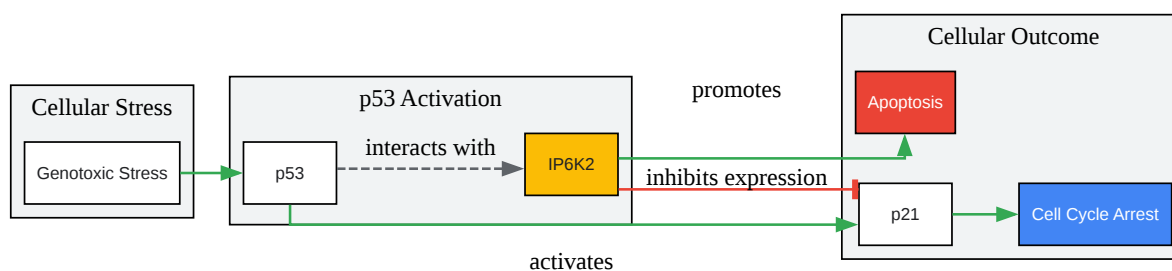 Cellular Stress
Genotoxic Stress
p53 Activation
p53
interacts with
IP6K2
promotes
inhibits expression
activates
Cellular Outcome
Apoptosis
p21
Cell Cycle Arrest